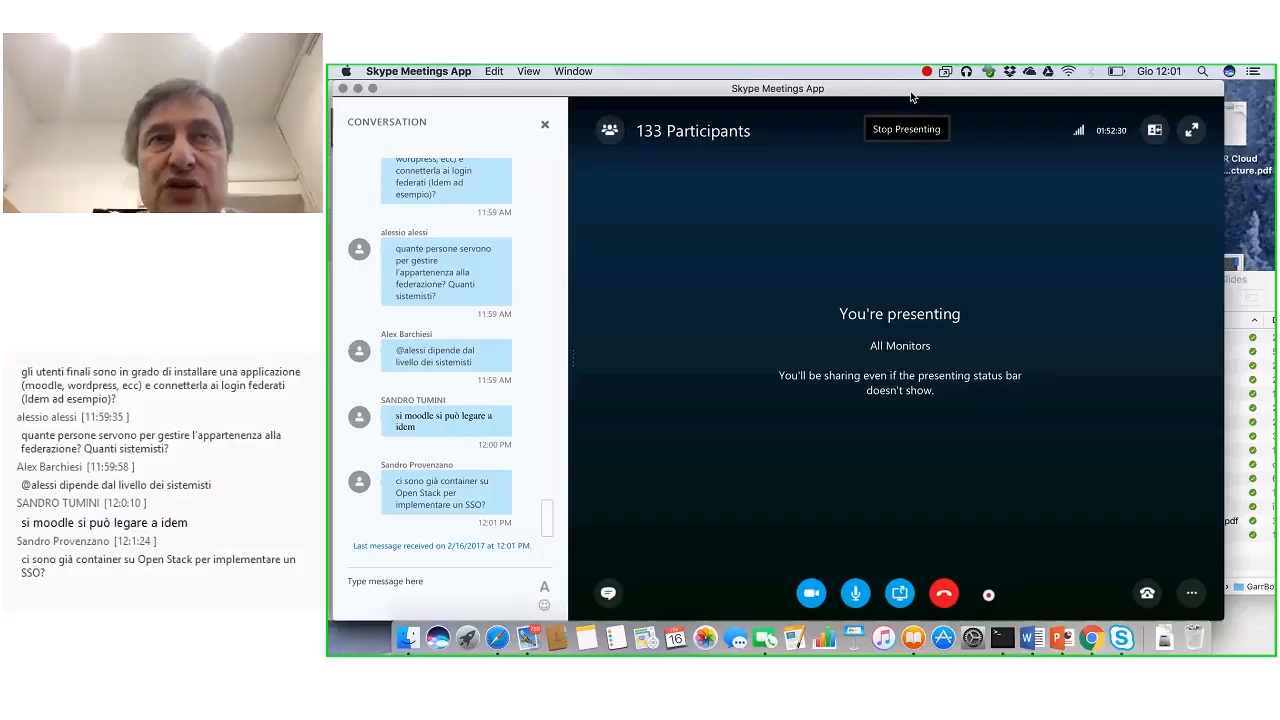 Skype Meetings App Edit View Window
Gio 12:01
Skype Meetings App
CONVERSATION
wordpress, ecc) e
connetterla ai login
federati (Idem ad
esempio)?
11:59 AM
alessio alessi
quante persone servono
per gestire
l'appartenenza alla
federazione? Quanti
sistemisti?
11:59 AM
Alex Barchiesi
@alessi dipende dal
livello dei sistemisti
11:59 AM
SANDRO TUMINI
si moodle si può legare a
idem
12:00 PM
Sandro Provenzano
ci sono già container su
Open Stack per
implementare un SSO?
12:01 PM
Last message received on 2/16/2017 at 12:01 PM.
Type message here
A
133 Participants
Stop Presenting
01:52:30
You're presenting
All Monitors
You'll be sharing even if the presenting status bar
doesn't show.
R Cloud
...cture.pdf
lides
pdf
GarrBo
16
gli utenti finali sono in grado di installare una applicazione
(moodle, wordpress, ecc) e connetterla ai login federati
(Idem ad esempio)?
alessio alessi [11:59:35 ]
quante persone servono per gestire l'appartenenza alla
federazione? Quanti sistemisti?
Alex Barchiesi [11:59:58 ]
@alessi dipende dal livello dei sistemisti
SANDRO TUMINI [12:0:10 ]
si moodle si può legare a idem
Sandro Provenzano [12:1:24 ]
ci sono già container su Open Stack per implementare un
SSO?